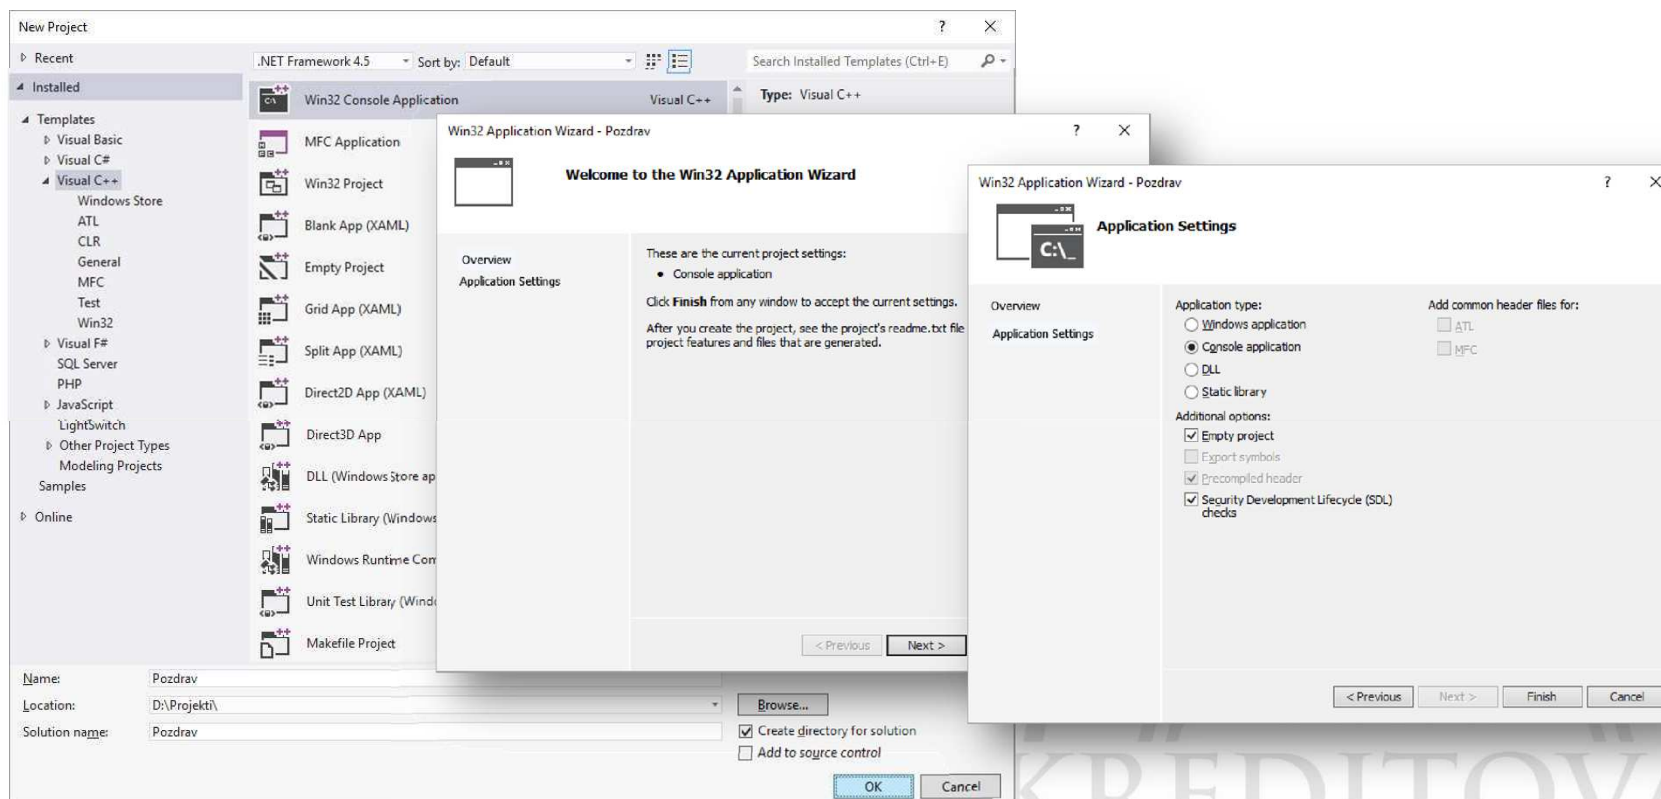 New Project
?
Recent
.NET Framework 4.5
Sort by:
Default
Search Installed Templates (Ctrl+E)
Installed
Templates
Visual Basic
Visual C#
Visual C++
Windows Store
ATL
CLR
General
MFC
Test
Win32
Visual F#
SQL Server
PHP
JavaScript
LightSwitch
Other Project Types
Modeling Projects
Samples
Online
Win32 Console Application Visual C++
MFC Application
Win32 Project
Blank App (XAML)
Empty Project
Grid App (XAML)
Split App (XAML)
Direct2D App (XAML)
Direct3D App
DLL (Windows Store ap
Static Library (Windows
Windows Runtime Com
Unit Test Library (Windo
Makefile Project
Type: Visual C++
Name: Pozdrav
Location: D:\Projekti\
Solution name: Pozdrav
Browse...
Create directory for solution
Add to source control
OK
Cancel
Win32 Application Wizard - Pozdrav
?
Welcome to the Win32 Application Wizard
Overview
Application Settings
These are the current project settings:
• Console application
Click Finish from any window to accept the current settings.
After you create the project, see the project's readme.txt file
project features and files that are generated.
< Previous
Next >
Win32 Application Wizard - Pozdrav
?
C:\_
Application Settings
Overview
Application Settings
Application type:
Windows application
Console application
DLL
Static library
Additional options:
Empty project
Export symbols
Precompiled header
Security Development Lifecycle (SDL)
checks
Add common header files for:
ATL
MFC
< Previous
Next >
Finish
Cancel
KREDITOVA